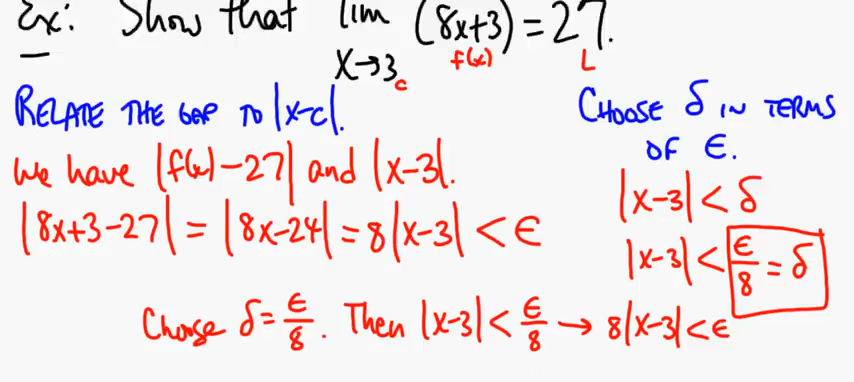 Ex: Show that lim (8x+3) = 27.
x→3 c f(x) L
RELATE THE GAP TO |x-c|.
We have |f(x)-27| and |x-3|.
|8x+3-27| = |8x-24| = 8|x-3| < ε
CHOOSE δ IN TERMS
OF ε.
|x-3| < δ
|x-3| < ε/8 = δ
Choose δ = ε/8. Then |x-3| < ε/8 → 8|x-3| < ε